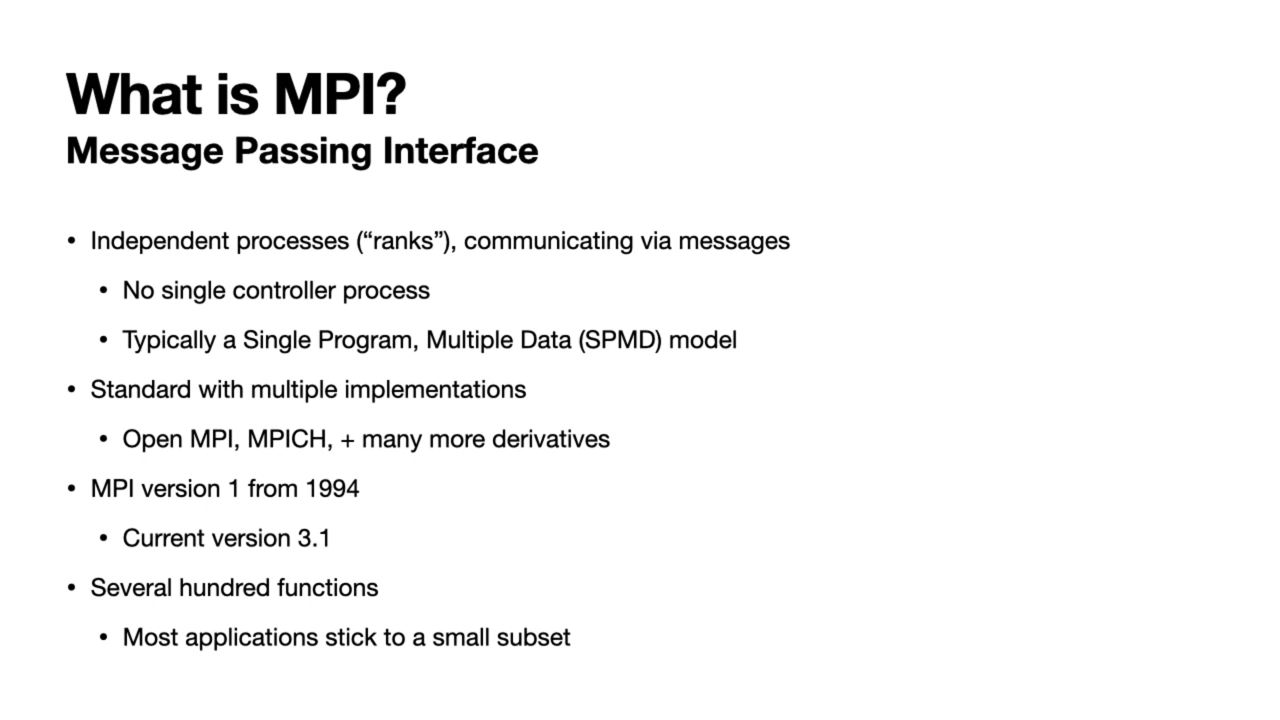 What is MPI?
Message Passing Interface
• Independent processes (“ranks”), communicating via messages
• No single controller process
• Typically a Single Program, Multiple Data (SPMD) model
• Standard with multiple implementations
• Open MPI, MPICH, + many more derivatives
• MPI version 1 from 1994
• Current version 3.1
• Several hundred functions
• Most applications stick to a small subset